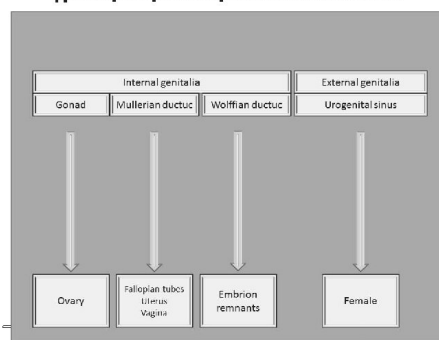 Internal genitalia External genitalia
Gonad Mullerian ductuc Wolffian ductuc Urogenital sinus
Ovary
Fallopian tubes
Uterus
Vagina
Embrion
remnants
Female